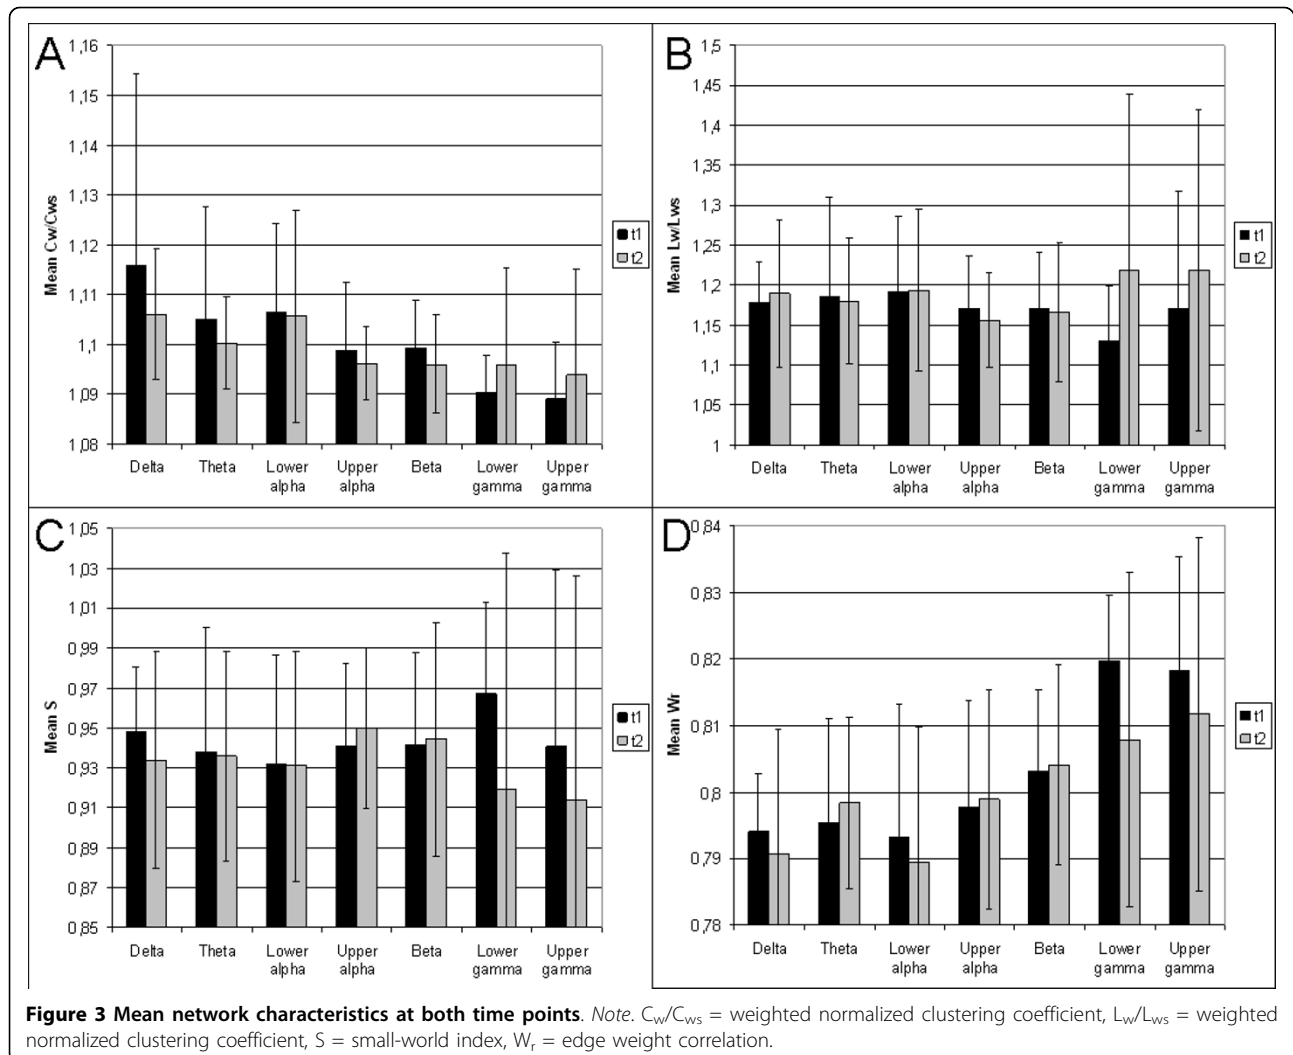 A
1,16
1,15
1,14
1,13
1,12
1,11
1,1
1,09
1,08
Mean Cw/Cws
Delta Theta Lower alpha Upper alpha Beta Lower gamma Upper gamma
t1
t2
B
1,5
1,45
1,4
1,35
1,3
1,25
1,2
1,15
1,1
1,05
1
Mean Lw/Lws
Delta Theta Lower alpha Upper alpha Beta Lower gamma Upper gamma
t1
t2
C
1,05
1,03
1,01
0,99
0,97
0,95
0,93
0,91
0,89
0,87
0,85
Mean S
Delta Theta Lower alpha Upper alpha Beta Lower gamma Upper gamma
t1
t2
D
0,84
0,83
0,82
0,81
0,8
0,79
0,78
Mean Wr
Delta Theta Lower alpha Upper alpha Beta Lower gamma Upper gamma
t1
t2
Figure 3 Mean network characteristics at both time points. Note. Cw/Cws = weighted normalized clustering coefficient, Lw/Lws = weighted
normalized clustering coefficient, S = small-world index, Wr = edge weight correlation.